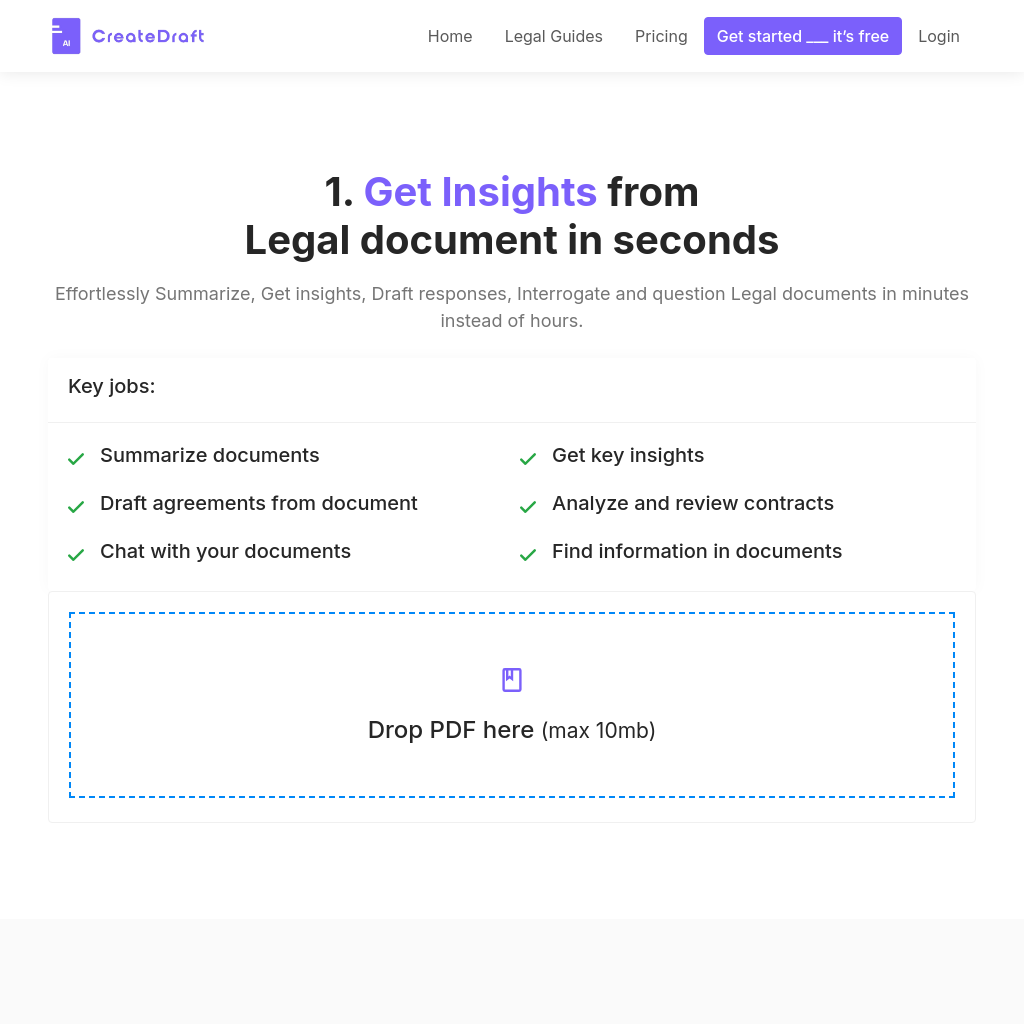 AI
CreateDraft
Home
Legal Guides
Pricing
Get started ___ it’s free
Login
1. Get Insights from
Legal document in seconds
Effortlessly Summarize, Get insights, Draft responses, Interrogate and question Legal documents in minutes
instead of hours.
Key jobs:
Summarize documents
Get key insights
Draft agreements from document
Analyze and review contracts
Chat with your documents
Find information in documents
Drop PDF here (max 10mb)